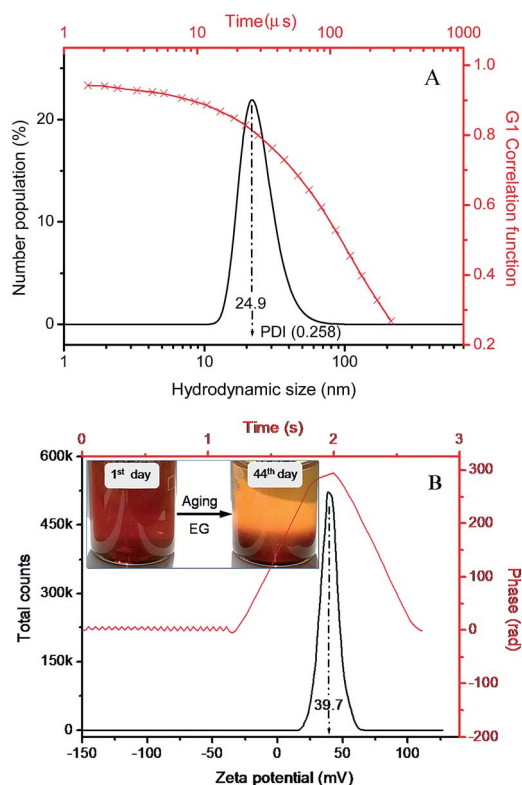 Time(μs)
1 10 100 1000
A
Number population (%)
20
10
0
24.9
PDI (0.258)
1.0
0.8
0.6
0.4
0.2
G1 Correlation function
1 10 100
Hydrodynamic size (nm)
Time (s)
0 1 2 3
B
600k
450k
300k
150k
0
Total counts
1st day
Aging
EG
44th day
39.7
300
200
100
0
-100
-200
Phase (rad)
-150 -100 -50 0 50 100
Zeta potential (mV)